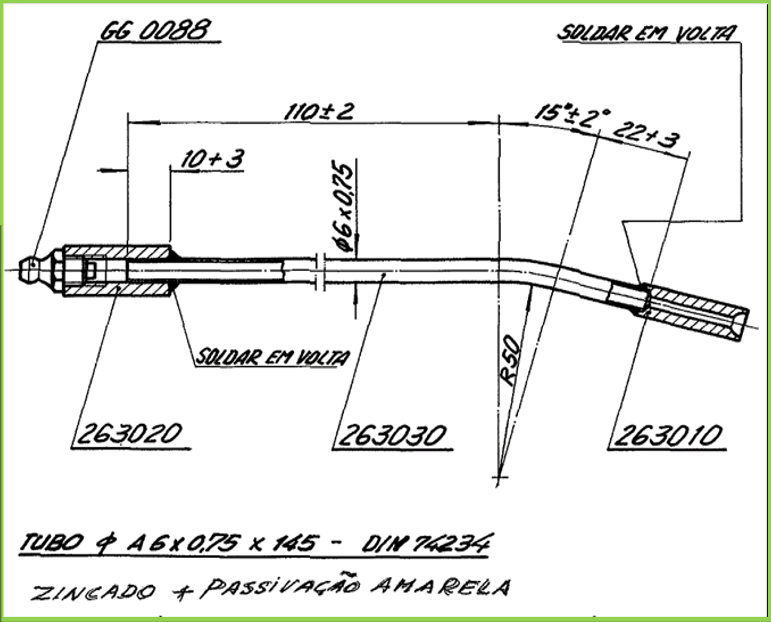 GG 0088
SOLDAR EM VOLTA
110±2
15°±2°
22+3
10+3
φ6x0,75
SOLDAR EM VOLTA
R50
263020
263030
263010
TUBO φ A6x0,75 x 145 - DIN 74234
ZINCADO + PASSIVAÇÃO AMARELA